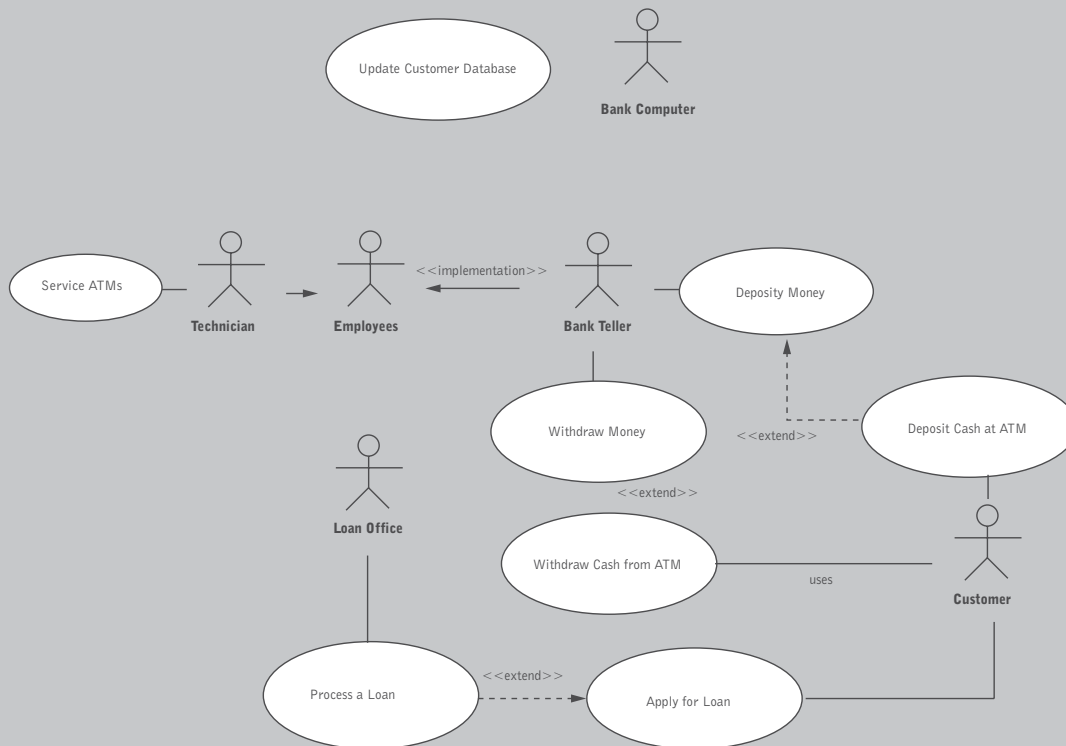 Update Customer Database
Bank Computer
<<implementation>>
Service ATMs
Deposity Money
Technician
Employees
Bank Teller
Withdraw Money
Deposit Cash at ATM
<<extend>>
<<extend>>
Loan Office
Withdraw Cash from ATM
uses
Customer
<<extend>>
Process a Loan
Apply for Loan